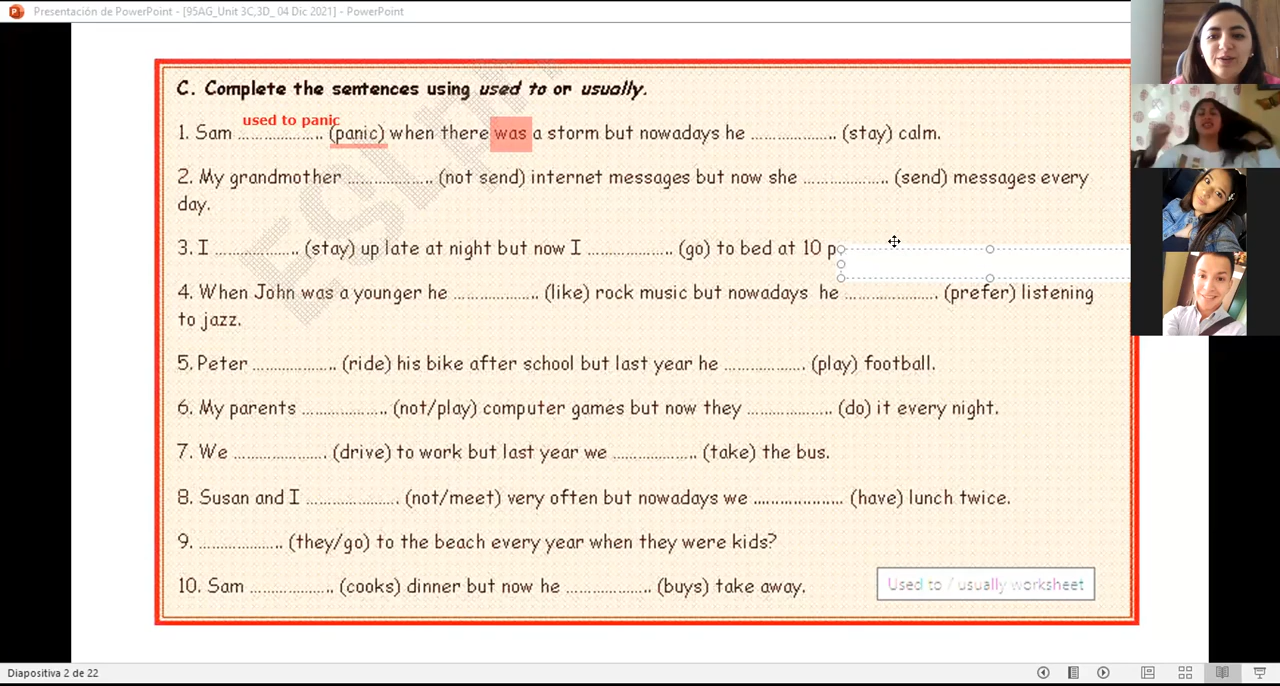 Presentación de PowerPoint - [95AG_Unit 3C,3D_ 04 Dic 2021] - PowerPoint
C. Complete the sentences using used to or usually.
used to panic
1. Sam .................... (panic) when there was a storm but nowadays he .................... (stay) calm.
2. My grandmother .................... (not send) internet messages but now she .................... (send) messages every
day.
3. I .................... (stay) up late at night but now I .................... (go) to bed at 10 p
4. When John was a younger he .................... (like) rock music but nowadays he ...................... (prefer) listening
to jazz.
5. Peter .................... (ride) his bike after school but last year he .................... (play) football.
6. My parents .................... (not/play) computer games but now they .................... (do) it every night.
7. We ...................... (drive) to work but last year we .................... (take) the bus.
8. Susan and I ...................... (not/meet) very often but nowadays we .................... (have) lunch twice.
9. .................... (they/go) to the beach every year when they were kids?
10. Sam .................... (cooks) dinner but now he .................... (buys) take away.
Used to / usually worksheet
Diapositiva 2 de 22